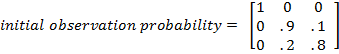 initial observation probability =
1 0 0
0 .9 .1
0 .2 .8